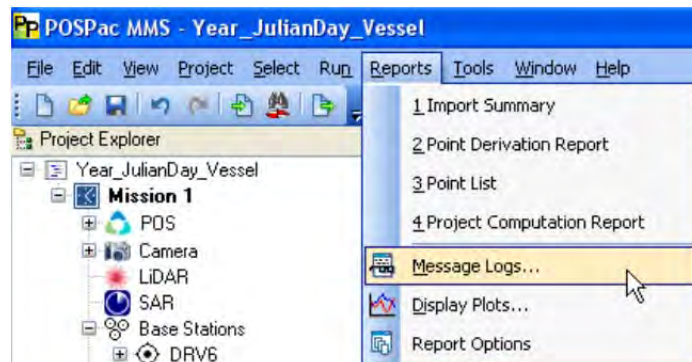 PP POSPac MMS - Year_JulianDay_Vessel
File Edit View Project Select Run Reports Tools Window Help
Project Explorer
Year_JulianDay_Vessel
Mission 1
POS
Camera
LiDAR
SAR
Base Stations
DRV6
1 Import Summary
2 Point Derivation Report
3 Point List
4 Project Computation Report
Message Logs...
Display Plots...
Report Options